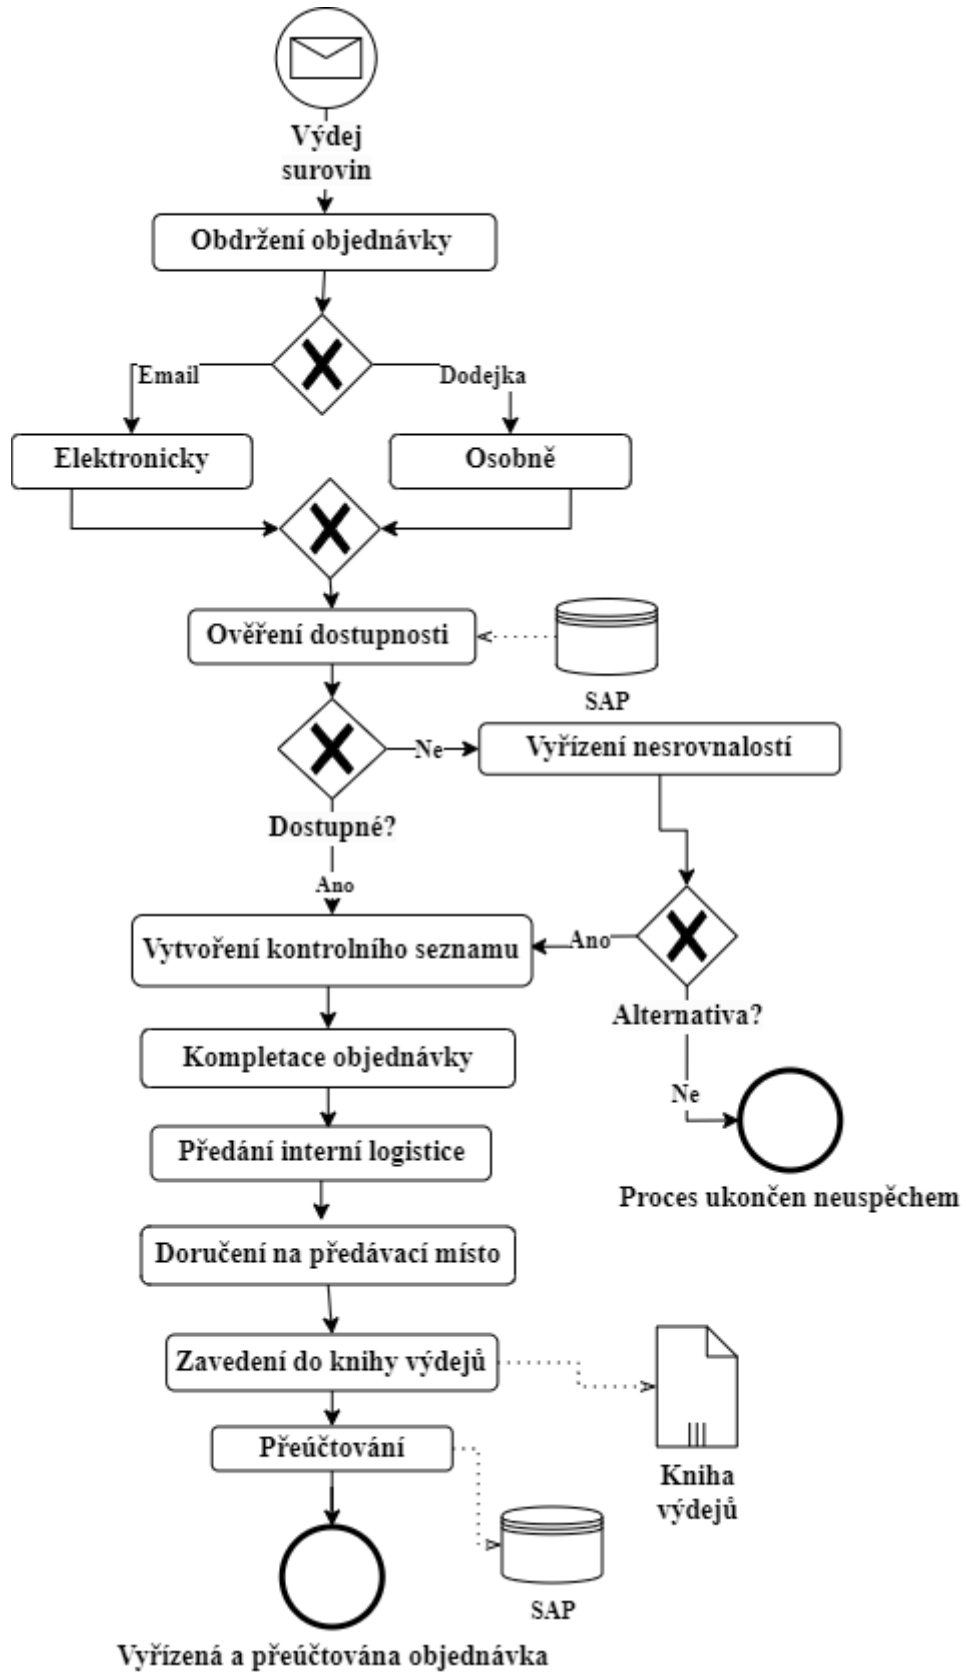 Výdej
surovin
Obdržení objednávky
Email
Dodejka
Elektronicky
Osobně
Ověření dostupnosti
SAP
Ne
Vyřízení nesrovnalostí
Dostupné?
Ano
Vytvoření kontrolního seznamu
Ano
Alternativa?
Kompletace objednávky
Ne
Předání interní logistice
Proces ukončen neuspěchem
Doručení na předávací místo
Zavedení do knihy výdejů
Přeúčtování
Kniha
výdejů
SAP
Vyřízená a přeúčtována objednávka